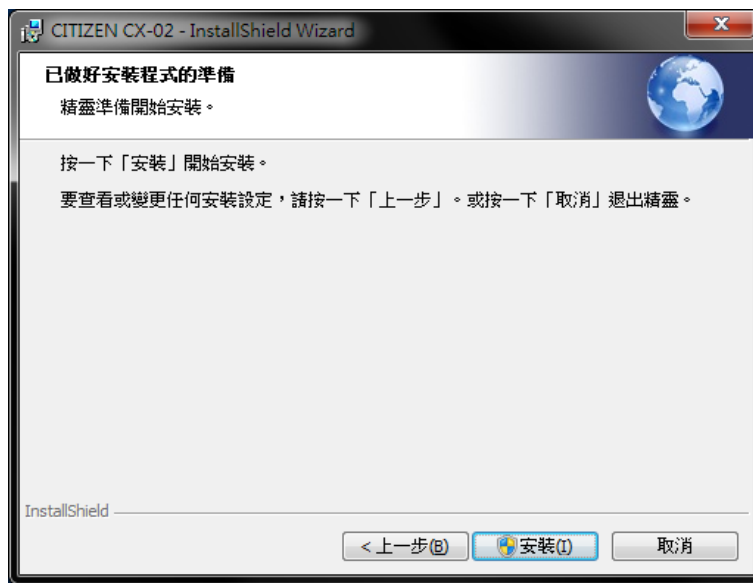 CITIZEN CX-02 - InstallShield Wizard
已做好安裝程式的準備
精靈準備開始安裝。
按一下「安裝」開始安裝。
要查看或變更任何安裝設定，請按一下「上一步」。或按一下「取消」退出精靈。
InstallShield
< 上一步(B) 安裝(I) 取消